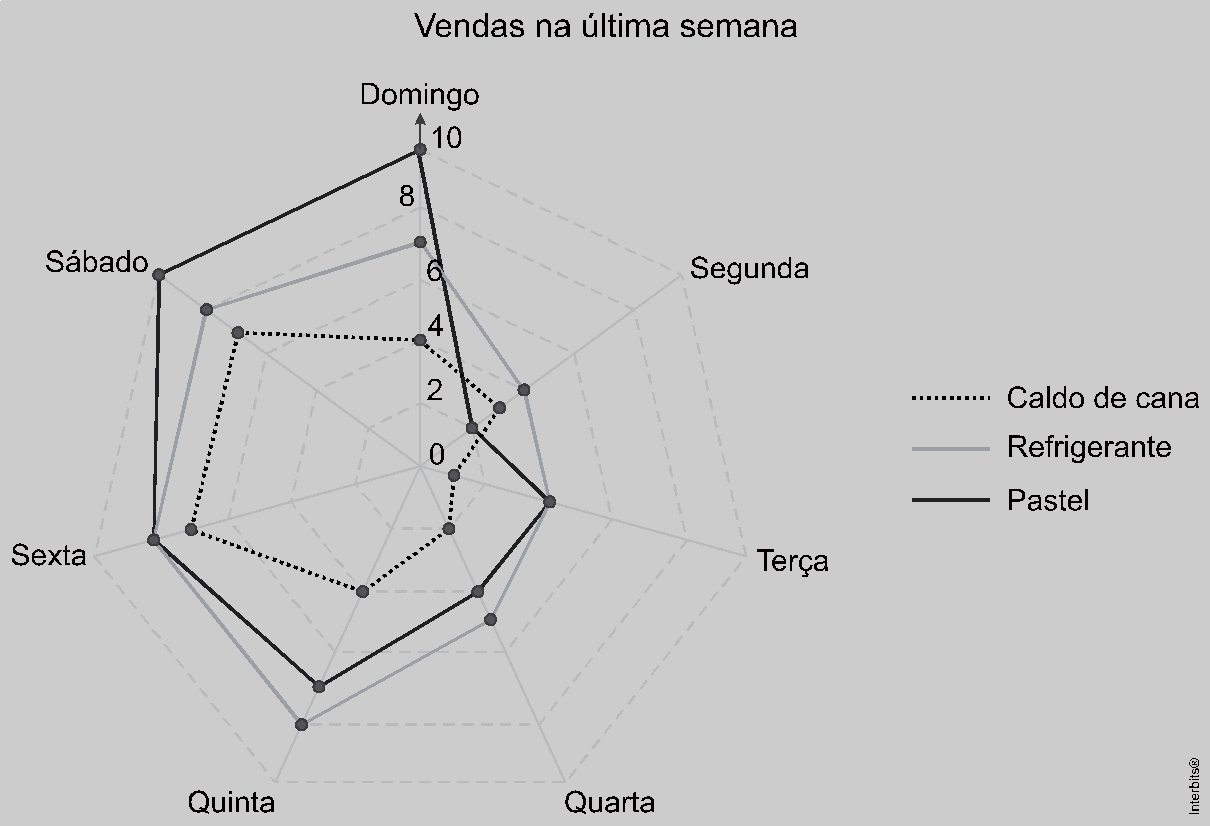 Vendas na última semana
Domingo
10
8
6
4
2
0
Sábado
Segunda
Sexta
Terça
Quinta
Quarta
Caldo de cana
Refrigerante
Pastel
Interbits®